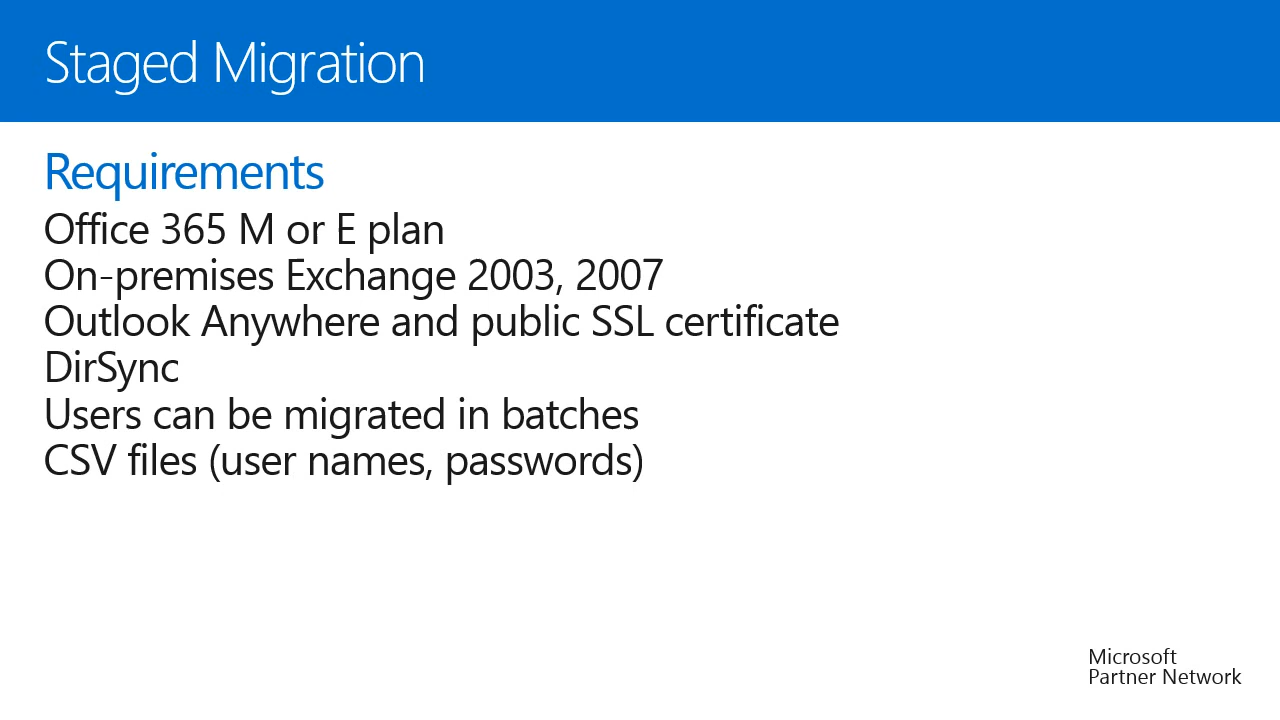 Staged Migration
Requirements
Office 365 M or E plan
On-premises Exchange 2003, 2007
Outlook Anywhere and public SSL certificate
DirSync
Users can be migrated in batches
CSV files (user names, passwords)
Microsoft
Partner Network